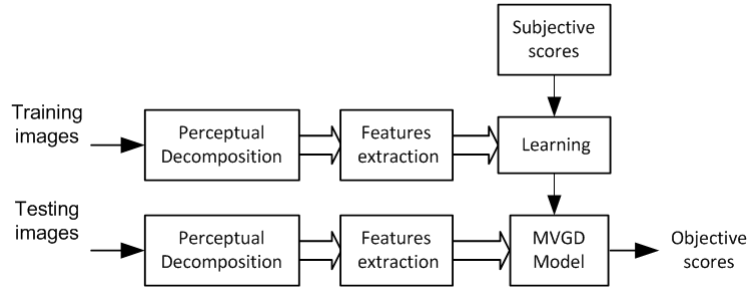 Subjective
scores
Training
images
Perceptual
Decomposition
Features
extraction
Learning
Testing
images
Perceptual
Decomposition
Features
extraction
MVGD
Model
Objective
scores